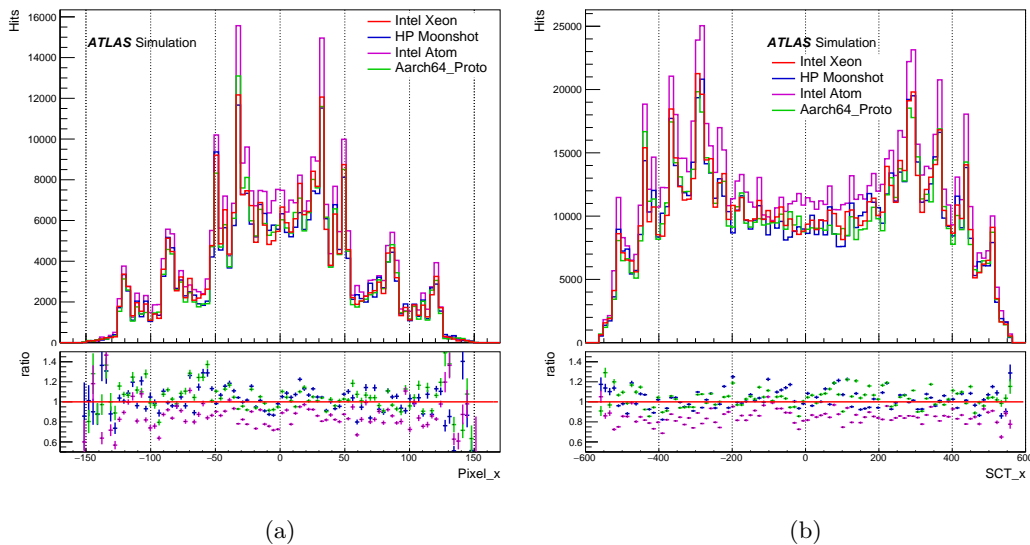 Hits
16000
14000
12000
10000
8000
6000
4000
2000
0
ATLAS Simulation
Intel Xeon
HP Moonshot
Intel Atom
Aarch64_Proto
ratio
1.4
1.2
1
0.8
0.6
−150 −100 −50 0 50 100 150
Pixel_x
(a)
Hits
25000
20000
15000
10000
5000
0
ATLAS Simulation
Intel Xeon
HP Moonshot
Intel Atom
Aarch64_Proto
ratio
1.4
1.2
1
0.8
0.6
−600 −400 −200 0 200 400 600
SCT_x
(b)